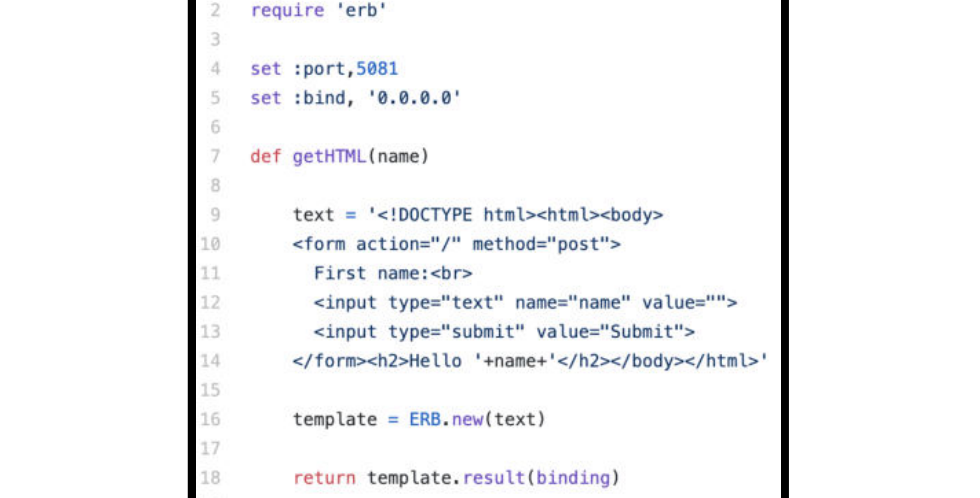 2 require 'erb'
3
4 set :port,5081
5 set :bind, '0.0.0.0'
6
7 def getHTML(name)
8
9 text = '<!DOCTYPE html><html><body>
10 <form action="/" method="post">
11 First name:<br>
12 <input type="text" name="name" value="">
13 <input type="submit" value="Submit">
14 </form><h2>Hello '+name+'</h2></body></html>'
15
16 template = ERB.new(text)
17
18 return template.result(binding)